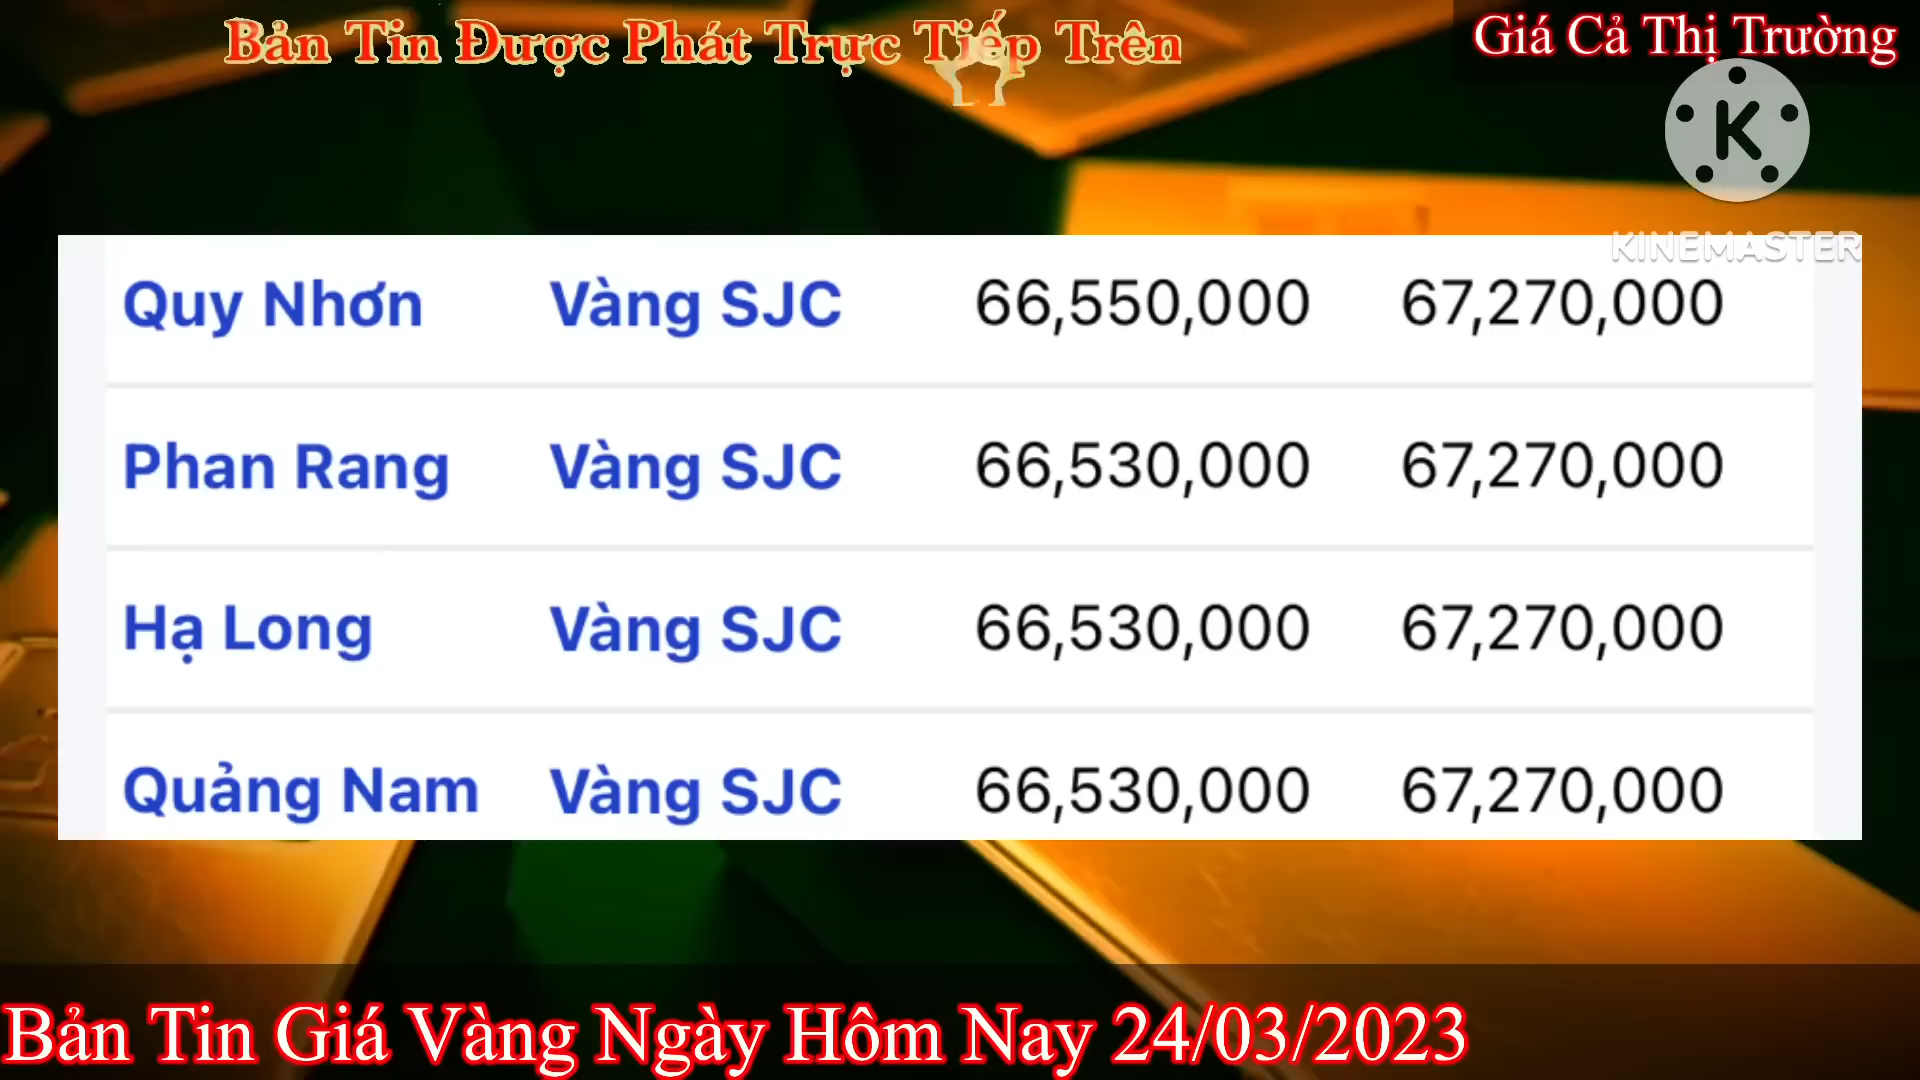 Bản Tin Được Phát Trực Tiếp Trên
Giá Cả Thị Trường
K
KINEMASTER
Quy Nhơn Vàng SJC 66,550,000 67,270,000
Phan Rang Vàng SJC 66,530,000 67,270,000
Hạ Long Vàng SJC 66,530,000 67,270,000
Quảng Nam Vàng SJC 66,530,000 67,270,000
Bản Tin Giá Vàng Ngày Hôm Nay 24/03/2023